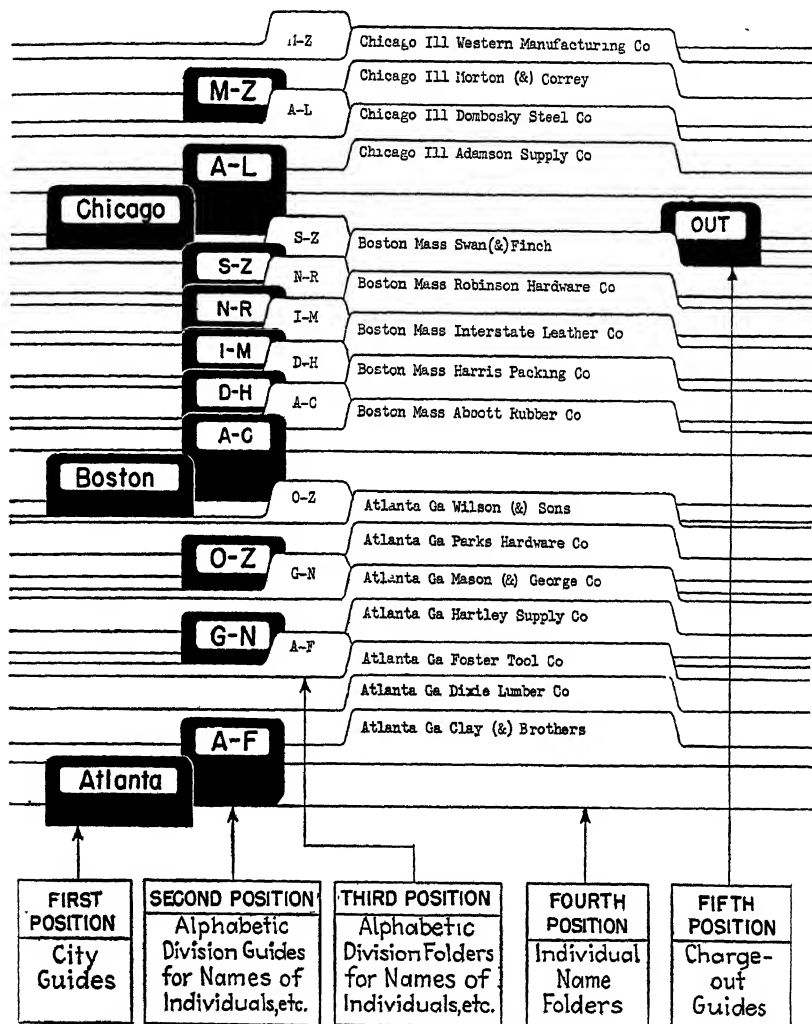 M-Z
Chicago Ill Western Manufacturing Co
Chicago Ill Morton (&) Correy
M-Z
A-L
Chicago Ill Dombosky Steel Co
Chicago Ill Adamson Supply Co
A-L
Chicago
OUT
S-Z
Boston Mass Swan(&)Finch
S-Z
N-R
Boston Mass Robinson Hardware Co
N-R
I-M
Boston Mass Interstate Leather Co
I-M
D-H
Boston Mass Harris Packing Co
D-H
A-C
Boston Mass Abbott Rubber Co
A-C
Boston
O-Z
Atlanta Ga Wilson (&) Sons
Atlanta Ga Parks Hardware Co
O-Z
G-N
Atlanta Ga Mason (&) George Co
Atlanta Ga Hartley Supply Co
G-N
A-F
Atlanta Ga Foster Tool Co
Atlanta Ga Dixie Lumber Co
Atlanta Ga Clay (&) Brothers
A-F
Atlanta
FIRST
POSITION
City
Guides
SECOND POSITION
Alphabetic
Division Guides
for Names of
Individuals,etc.
THIRD POSITION
Alphabetic
Division Folders
for Names of
Individuals,etc.
FOURTH
POSITION
Individual
Name
Folders
FIFTH
POSITION
Charge-
out
Guides